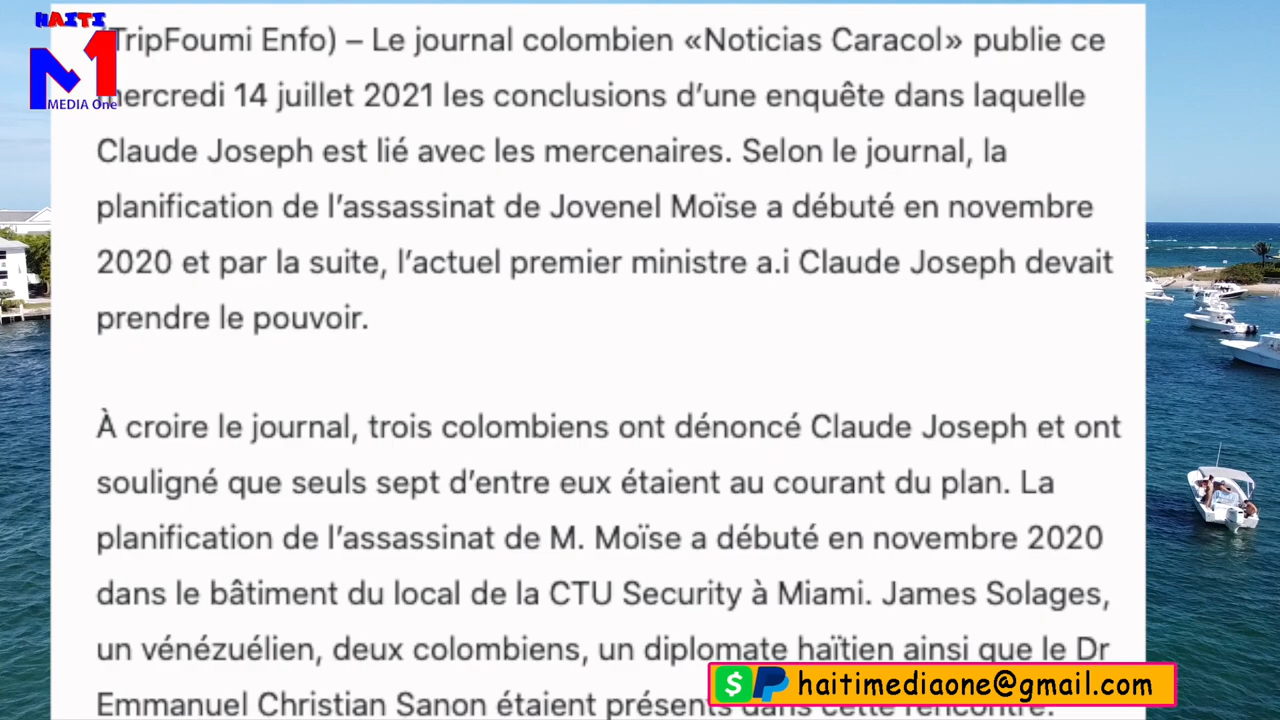 HAITI
M1
MEDIA One
TripFoumi Enfo) – Le journal colombien «Noticias Caracol» publie ce
mercredi 14 juillet 2021 les conclusions d’une enquête dans laquelle
Claude Joseph est lié avec les mercenaires. Selon le journal, la
planification de l’assassinat de Jovenel Moïse a débuté en novembre
2020 et par la suite, l’actuel premier ministre a.i Claude Joseph devait
prendre le pouvoir.
À croire le journal, trois colombiens ont dénoncé Claude Joseph et ont
souligné que seuls sept d’entre eux étaient au courant du plan. La
planification de l’assassinat de M. Moïse a débuté en novembre 2020
dans le bâtiment du local de la CTU Security à Miami. James Solages,
un vénézuélien, deux colombiens, un diplomate haïtien ainsi que le Dr
Emmanuel Christian Sanon étaient présents dans cette rencontre.
$ haitimediaone@gmail.com